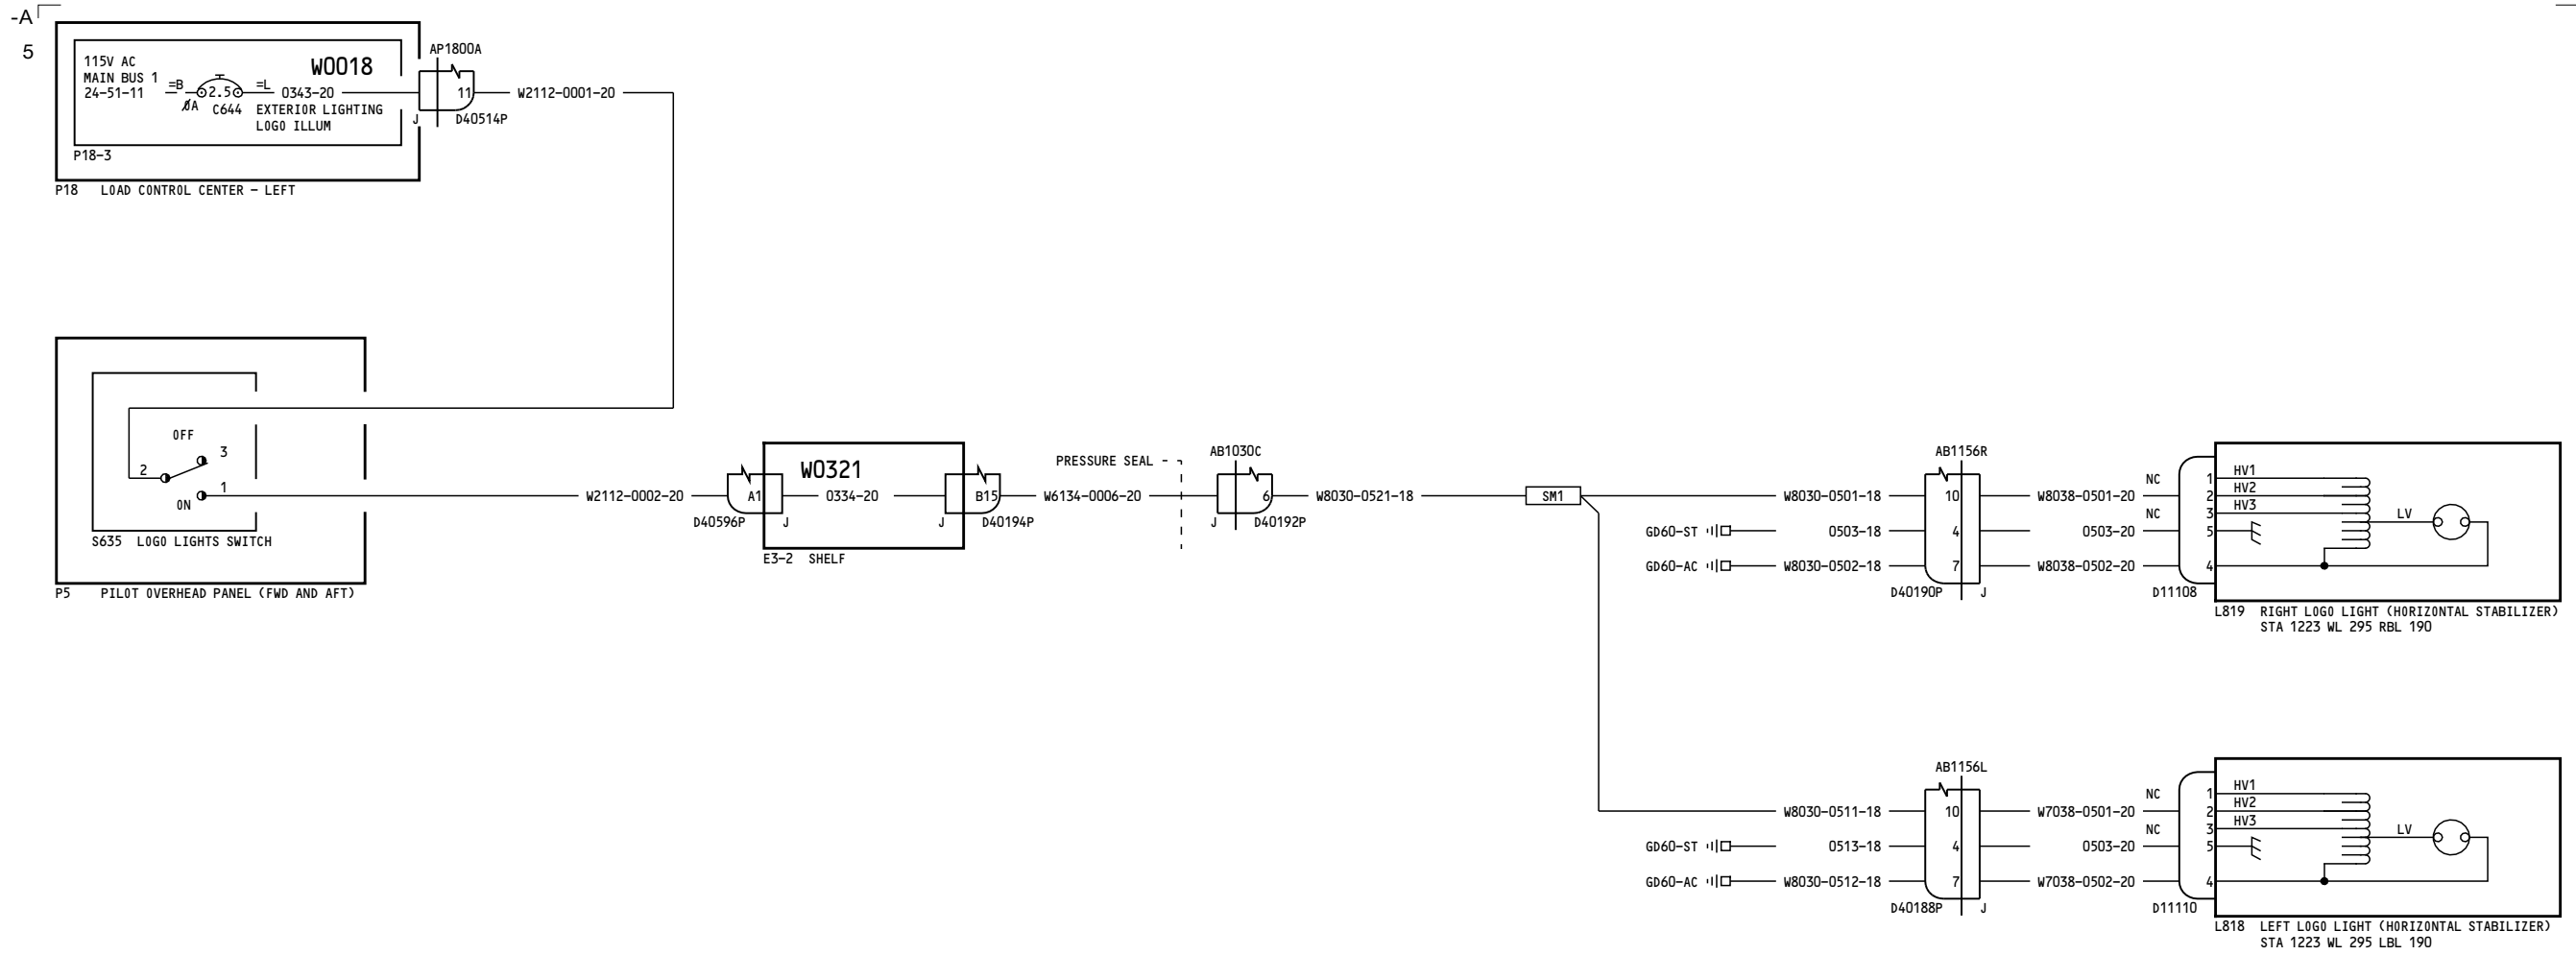 -A
5
115V AC
MAIN BUS 1
24-51-11
=B
ØA
2.5
C644
=L
0343-20
W0018
EXTERIOR LIGHTING
LOGO ILLUM
P18-3
P18 LOAD CONTROL CENTER - LEFT
AP1800A
11
J
D40514P
W2112-0001-20
OFF
3
2
1
ON
S635 LOGO LIGHTS SWITCH
P5 PILOT OVERHEAD PANEL (FWD AND AFT)
W2112-0002-20
A1
D40596P
J
W0321
0334-20
B15
J
D40194P
E3-2 SHELF
W6134-0006-20
PRESSURE SEAL
AB1030C
6
J
D40192P
W8030-0521-18
SM1
AB1156R
W8030-0501-18
10
W8038-0501-20
GD60-ST
0503-18
4
0503-20
GD60-AC
W8030-0502-18
7
W8038-0502-20
D40190P
J
NC
NC
1
2
3
5
4
D11108
HV1
HV2
HV3
LV
L819 RIGHT LOGO LIGHT (HORIZONTAL STABILIZER)
STA 1223 WL 295 RBL 190
AB1156L
W8030-0511-18
10
W7038-0501-20
GD60-ST
0513-18
4
0503-20
GD60-AC
W8030-0512-18
7
W7038-0502-20
D40188P
J
NC
NC
1
2
3
5
4
D11110
HV1
HV2
HV3
LV
L818 LEFT LOGO LIGHT (HORIZONTAL STABILIZER)
STA 1223 WL 295 LBL 190